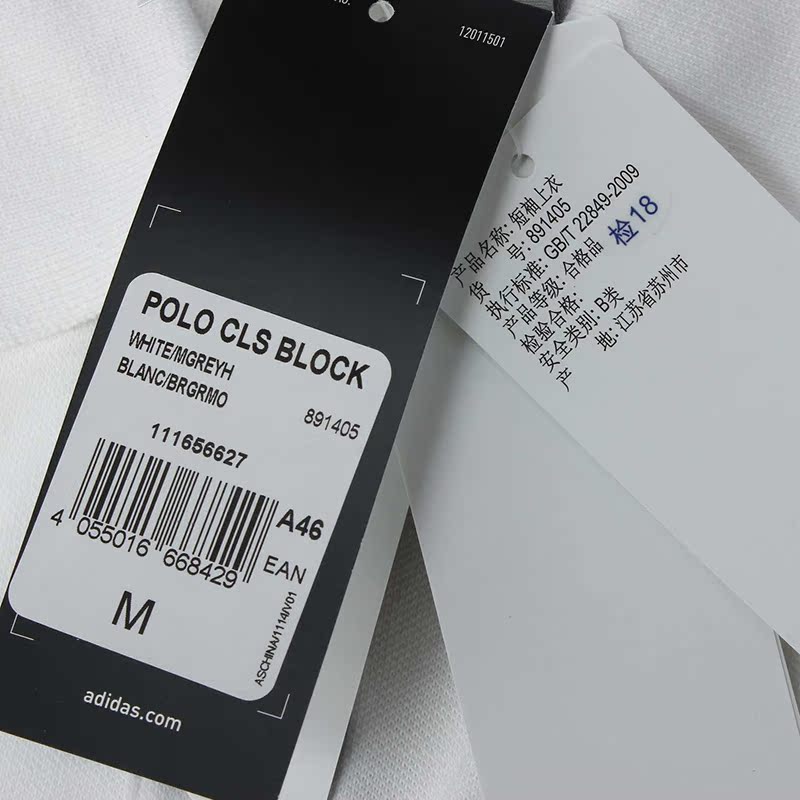 12011501
POLO CLS BLOCK
WHITE/MGREYH
BLANC/BRGRMO
891405
111656627
A46
4 055016 668429
EAN
M
ASCHINA/1114/V01
adidas.com
产品名称: 短袖上衣
货 号: 891405
执行标准: GB/T 22849-2009
产品等级: 合格品
检验合格: 检18
安全类别: B类
产 地: 江苏省苏州市